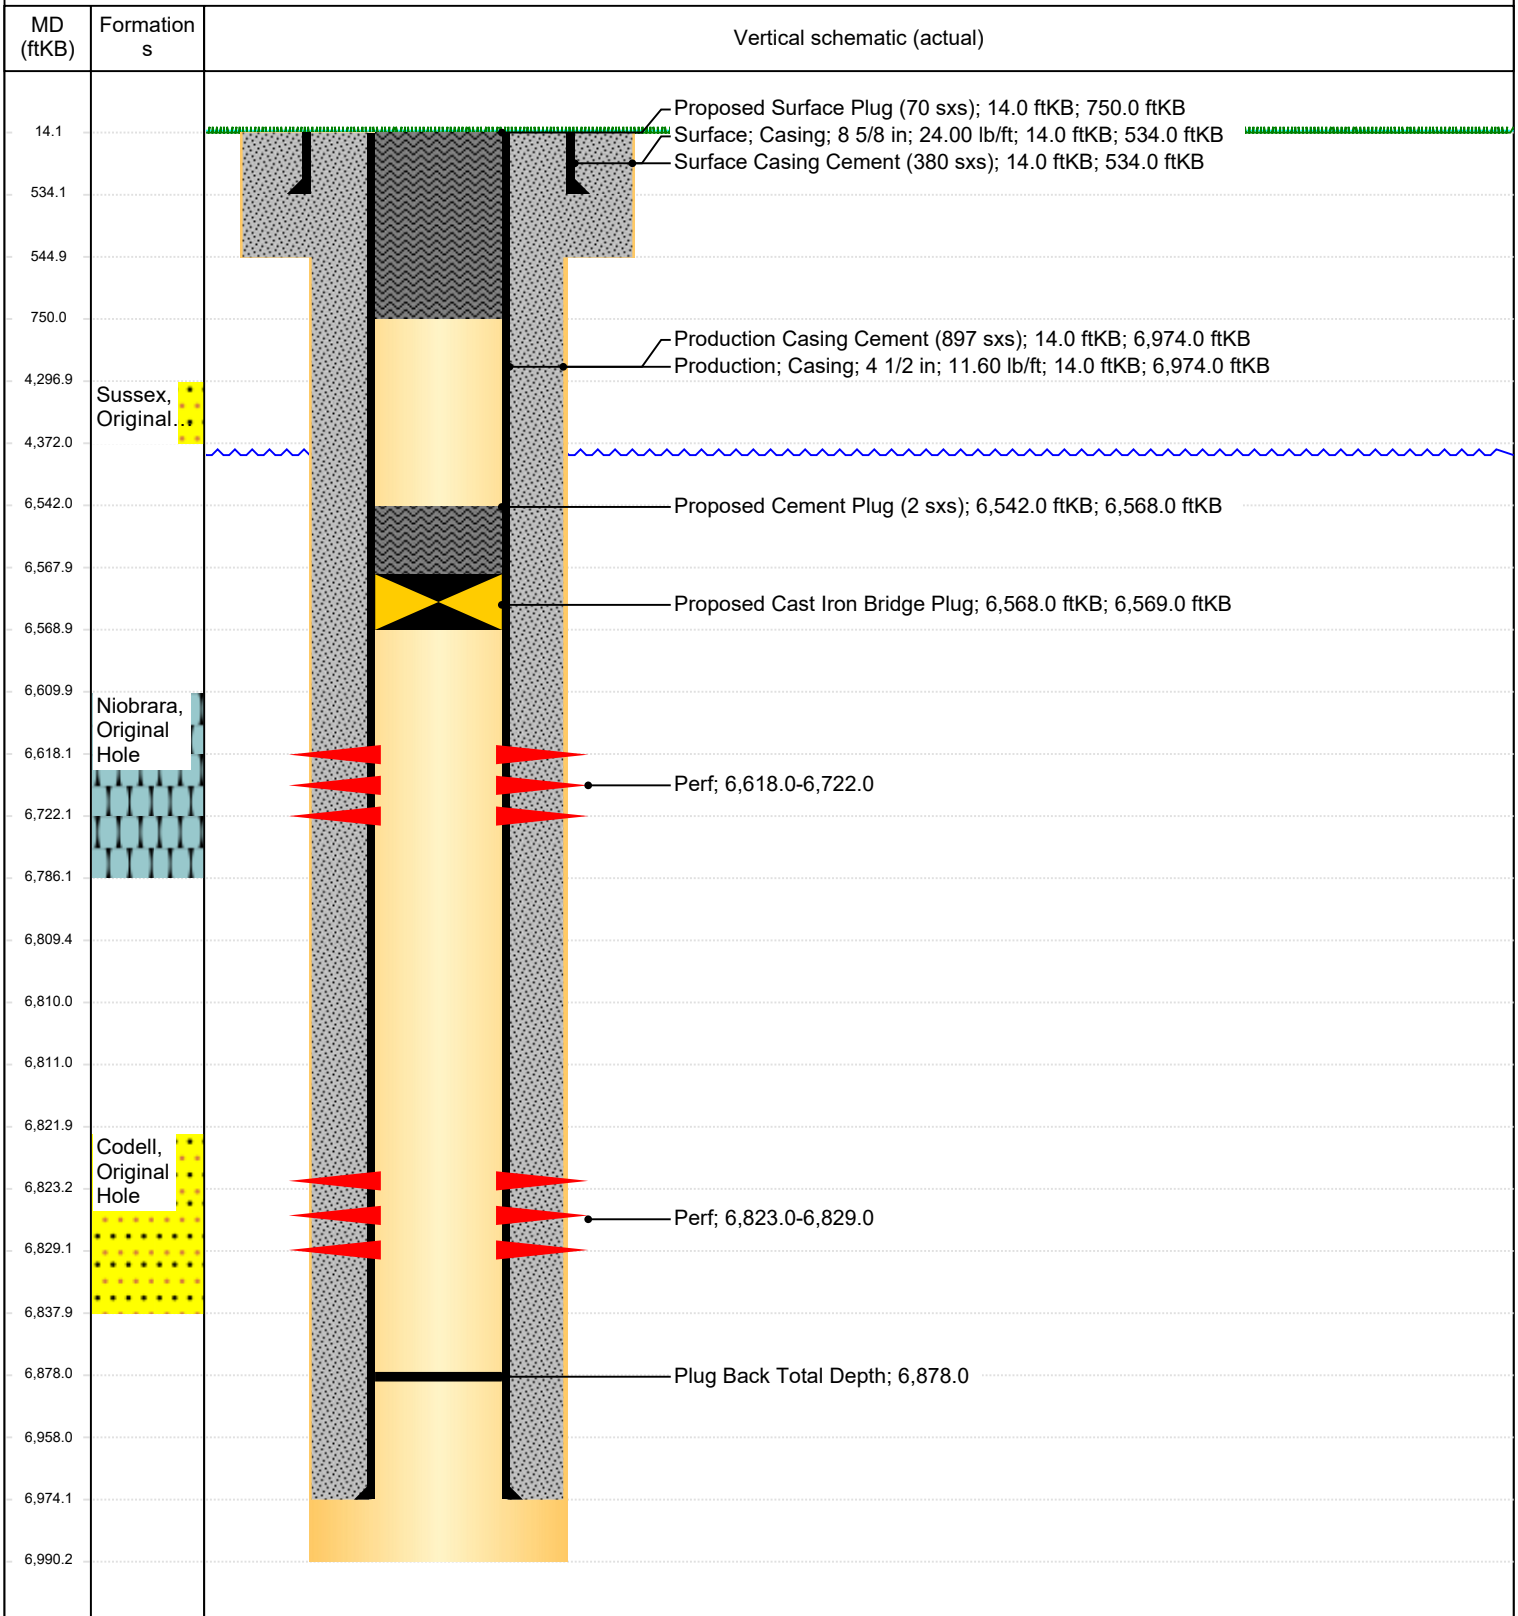 MD
(ftKB)
Formation
s
Vertical schematic (actual)
14.1
534.1
544.9
750.0
4,296.9
4,372.0
6,542.0
6,567.9
6,568.9
6,609.9
6,618.1
6,722.1
6,786.1
6,809.4
6,810.0
6,811.0
6,821.9
6,823.2
6,829.1
6,837.9
6,878.0
6,958.0
6,974.1
6,990.2
Sussex,
Original...
Niobrara,
Original
Hole
Codell,
Original
Hole
Proposed Surface Plug (70 sxs); 14.0 ftKB; 750.0 ftKB
Surface; Casing; 8 5/8 in; 24.00 lb/ft; 14.0 ftKB; 534.0 ftKB
Surface Casing Cement (380 sxs); 14.0 ftKB; 534.0 ftKB
Production Casing Cement (897 sxs); 14.0 ftKB; 6,974.0 ftKB
Production; Casing; 4 1/2 in; 11.60 lb/ft; 14.0 ftKB; 6,974.0 ftKB
Proposed Cement Plug (2 sxs); 6,542.0 ftKB; 6,568.0 ftKB
Proposed Cast Iron Bridge Plug; 6,568.0 ftKB; 6,569.0 ftKB
Perf; 6,618.0-6,722.0
Perf; 6,823.0-6,829.0
Plug Back Total Depth; 6,878.0